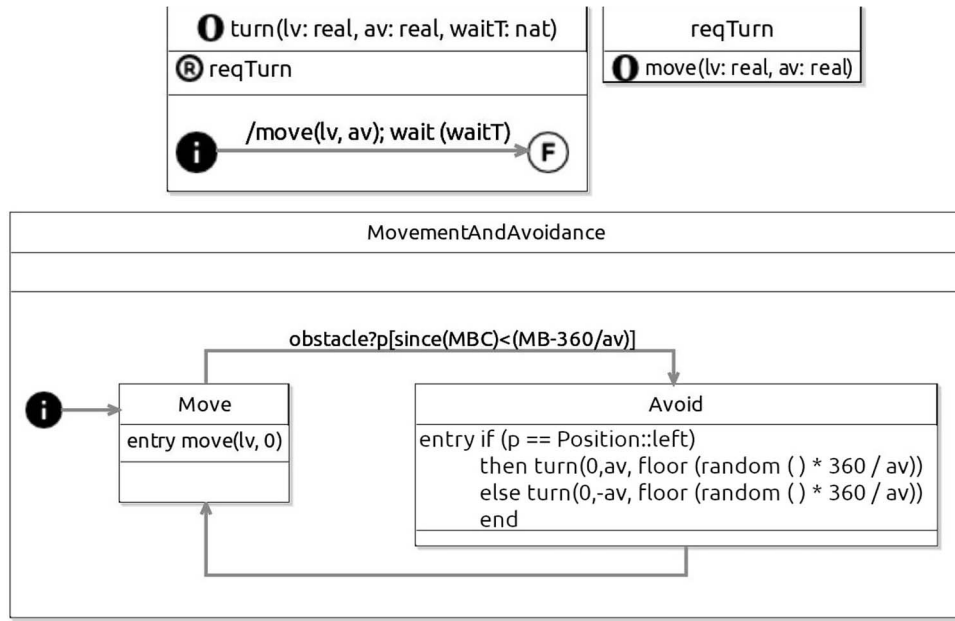 O turn(lv: real, av: real, waitT: nat)
R reqTurn
i /move(lv, av); wait (waitT) F
reqTurn
O move(lv: real, av: real)
MovementAndAvoidance
obstacle?p[since(MBC)<(MB-360/av)]
i
Move
entry move(lv, 0)
Avoid
entry if (p == Position::left)
then turn(0,av, floor (random ( ) * 360 / av))
else turn(0,-av, floor (random ( ) * 360 / av))
end